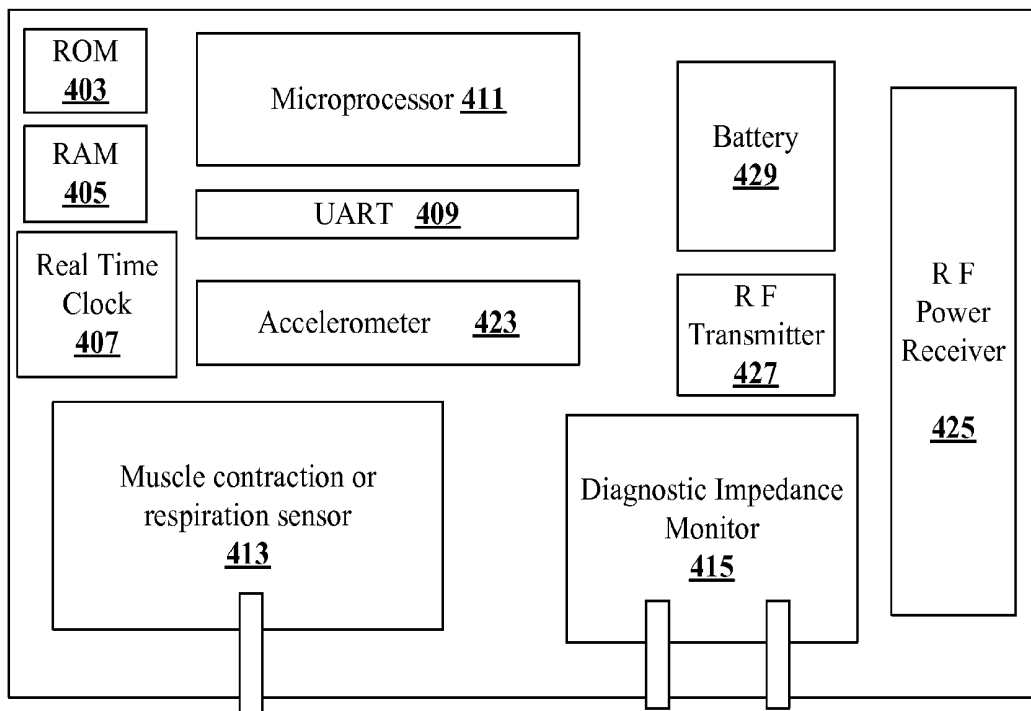 ROM
403
Microprocessor 411
RAM
405
Battery
429
UART 409
Real Time
Clock
407
Accelerometer 423
R F
Transmitter
427
R F
Power
Receiver
425
Muscle contraction or
respiration sensor
413
Diagnostic Impedance
Monitor
415